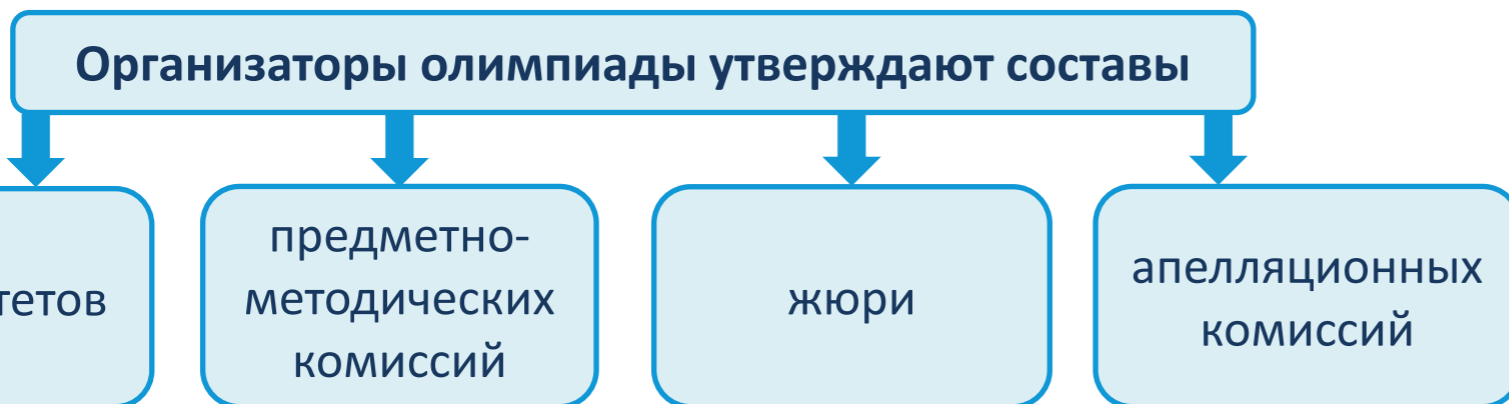 Организаторы олимпиады утверждают составы
тетов
предметно-
методических
комиссий
жюри
апелляционных
комиссий